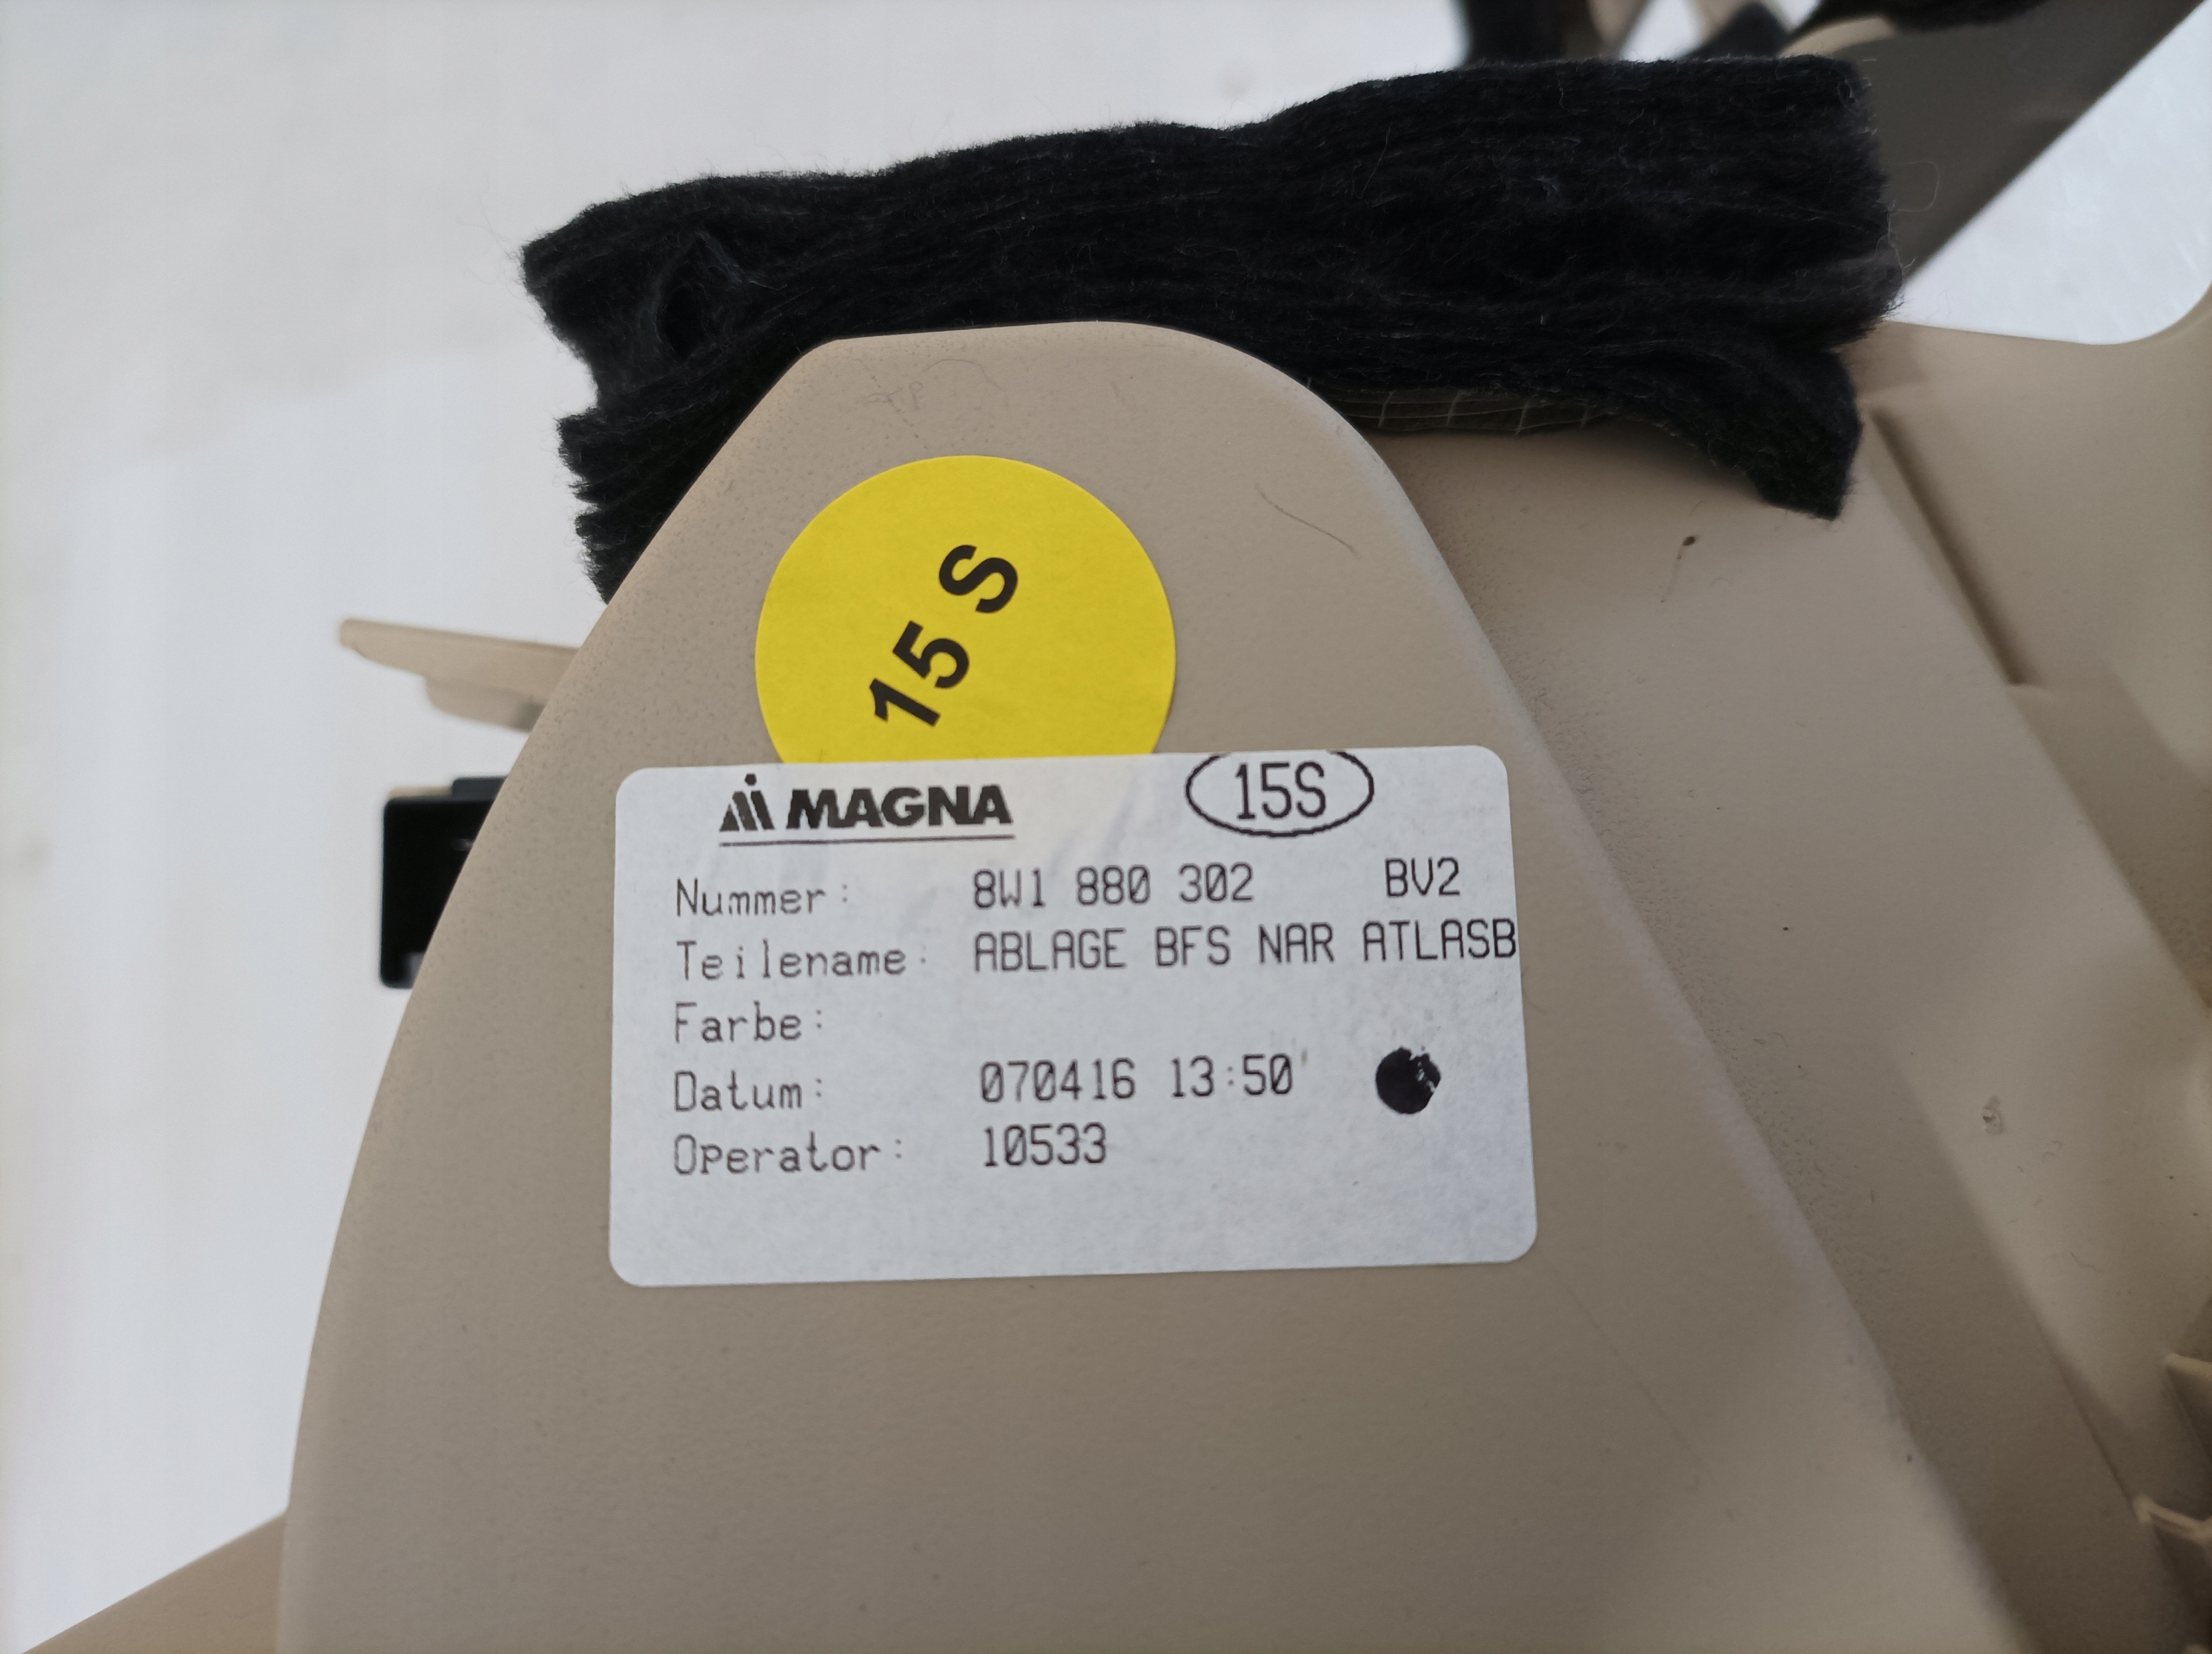 15 S
MAGNA 15S
Nummer: 8W1 880 302 BV2
Teilename: ABLAGE BFS NAR ATLASB
Farbe:
Datum: 070416 13:50
Operator: 10533